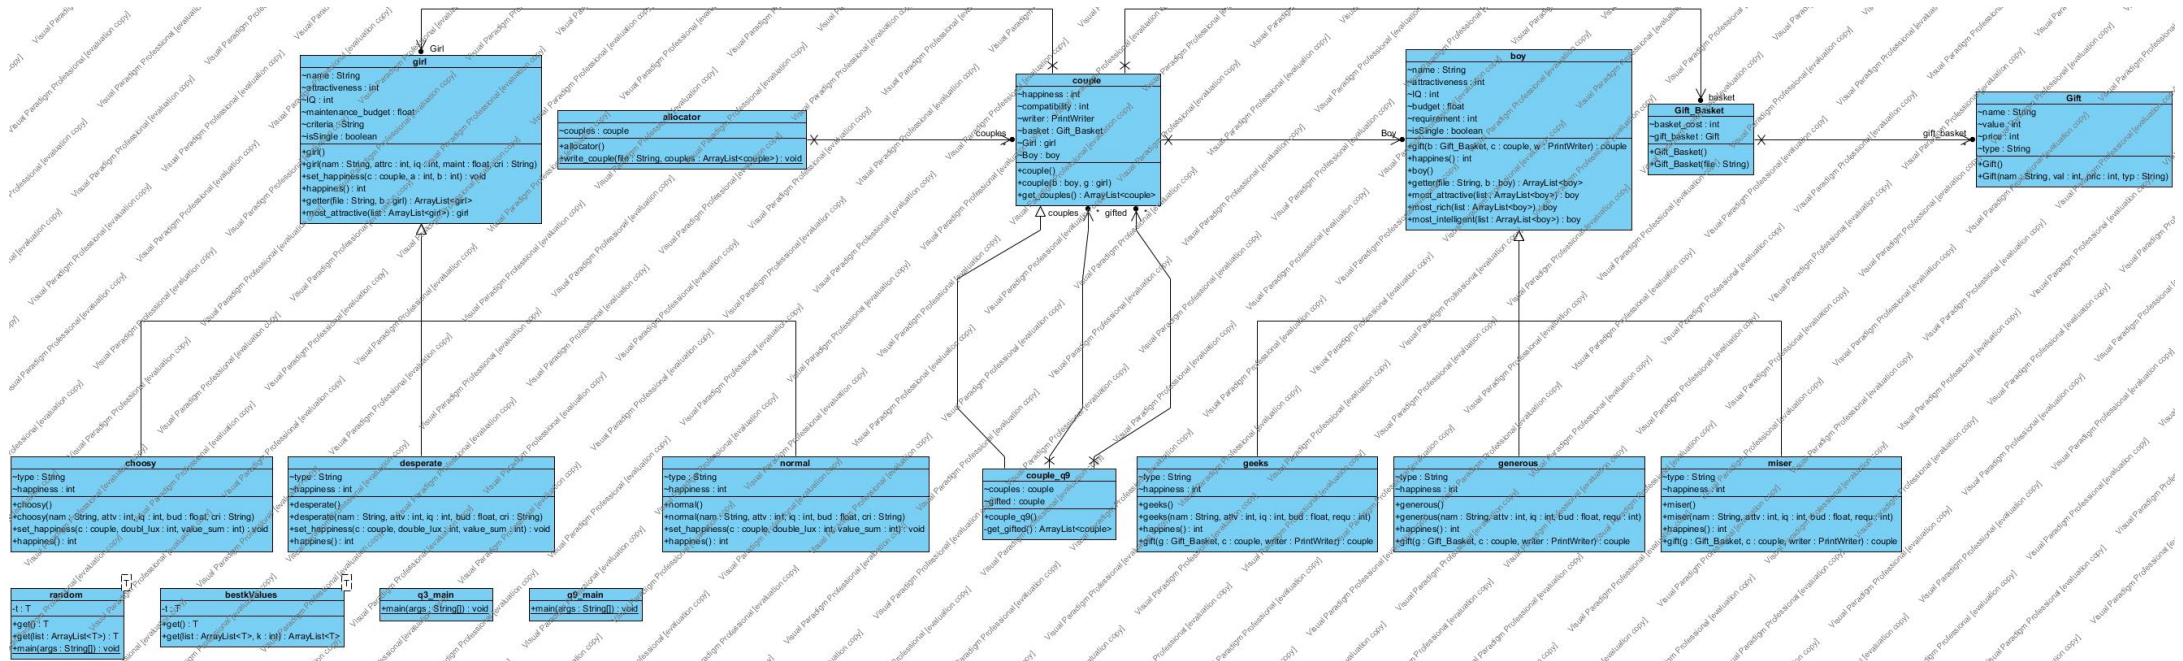 Girl
girl
~name : String
~attractiveness : int
~IQ : int
~maintenance_budget : float
~criteria : String
~isSingle : boolean
+girl()
+girl(nam : String, attrc : int, iq : int, maint : float, cri : String)
+set_happiness(c : couple, a : int, b : int) : void
+happines() : int
+getter(file : String, b : girl) : ArrayList<girl>
+most_attractive(list : ArrayList<girl>) : girl
allocator
~couples : couple
+allocator()
+write_couple(file : String, couples : ArrayList<couple>) : void
couples
couple
~happiness : int
~compatibility : int
~writer : PrintWriter
~basket : Gift_Basket
~Girl : girl
~Boy : boy
+couple()
+couple(b : boy, g : girl)
+get_couples() : ArrayList<couple>
couples
*
gifted
*
Boy
boy
~name : String
~attractiveness : int
~IQ : int
~budget : float
~requirement : int
~isSingle : boolean
+gift(b : Gift_Basket, c : couple, w : PrintWriter) : couple
+happines() : int
+boy()
+getter(file : String, b : boy) : ArrayList<boy>
+most_attractive(list : ArrayList<boy>) : boy
+most_rich(list : ArrayList<boy>) : boy
+most_intelligent(list : ArrayList<boy>) : boy
basket
Gift_Basket
~basket_cost : int
~gift_basket : Gift
+Gift_Basket()
+Gift_Basket(file : String)
gift_basket
Gift
~name : String
~value : int
~price : int
~type : String
+Gift()
+Gift(nam : String, val : int, pric : int, typ : String)
choosy
~type : String
~happiness : int
+choosy()
+choosy(nam : String, attv : int, iq : int, bud : float, cri : String)
+set_happiness(c : couple, doubl_lux : int, value_sum : int) : void
+happines() : int
desperate
~type : String
~happiness : int
+desperate()
+desperate(nam : String, attv : int, iq : int, bud : float, cri : String)
+set_happiness(c : couple, double_lux : int, value_sum : int) : void
+happines() : int
normal
~type : String
~happiness : int
+normal()
+normal(nam : String, attv : int, iq : int, bud : float, cri : String)
+set_happiness(c : couple, double_lux : int, value_sum : int) : void
+happines() : int
couple_q9
~couples : couple
~gifted : couple
+couple_q9()
-get_gifted() : ArrayList<couple>
geeks
~type : String
~happiness : int
+geeks()
+geeks(nam : String, attv : int, iq : int, bud : float, requ : int)
+happines() : int
+gift(g : Gift_Basket, c : couple, writer : PrintWriter) : couple
generous
~type : String
~happiness : int
+generous()
+generous(nam : String, attv : int, iq : int, bud : float, requ : int)
+happines() : int
+gift(g : Gift_Basket, c : couple, writer : PrintWriter) : couple
miser
~type : String
~happiness : int
+miser()
+miser(nam : String, attv : int, iq : int, bud : float, requ : int)
+happines() : int
+gift(g : Gift_Basket, c : couple, writer : PrintWriter) : couple
T
random
-t : T
+get() : T
+get(list : ArrayList<T>) : T
+main(args : String[]) : void
T
bestkValues
-t : T
+get() : T
+get(list : ArrayList<T>, k : int) : ArrayList<T>
q3_main
+main(args : String[]) : void
q9_main
+main(args : String[]) : void
Visual Paradigm Professional [evaluation copy]